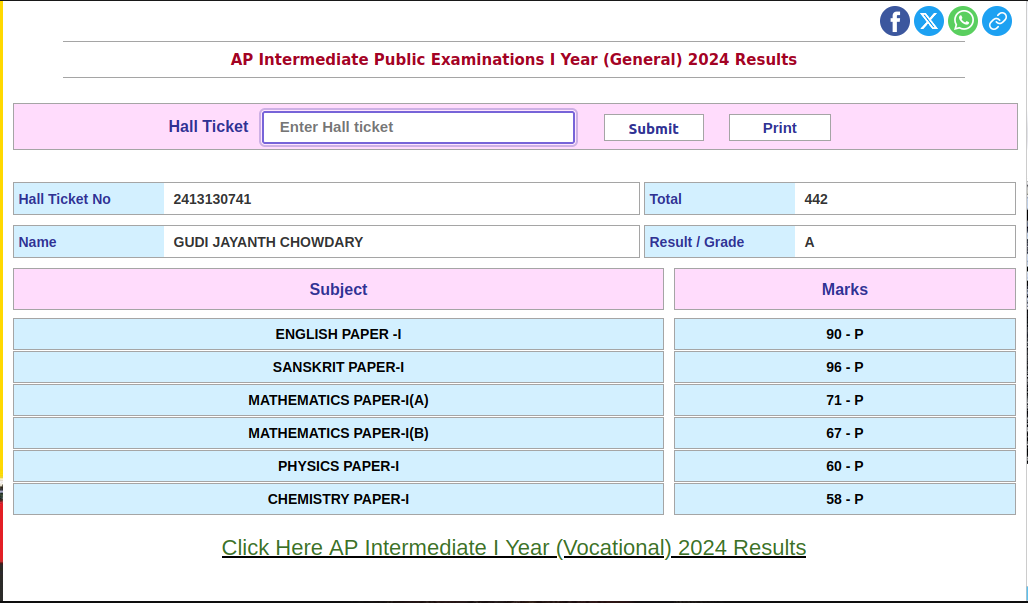 AP Intermediate Public Examinations I Year (General) 2024 Results
Hall Ticket Enter Hall ticket Submit Print
Hall Ticket No 2413130741 Total 442
Name GUDI JAYANTH CHOWDARY Result / Grade A
Subject Marks
ENGLISH PAPER -I 90 - P
SANSKRIT PAPER-I 96 - P
MATHEMATICS PAPER-I(A) 71 - P
MATHEMATICS PAPER-I(B) 67 - P
PHYSICS PAPER-I 60 - P
CHEMISTRY PAPER-I 58 - P
Click Here AP Intermediate I Year (Vocational) 2024 Results